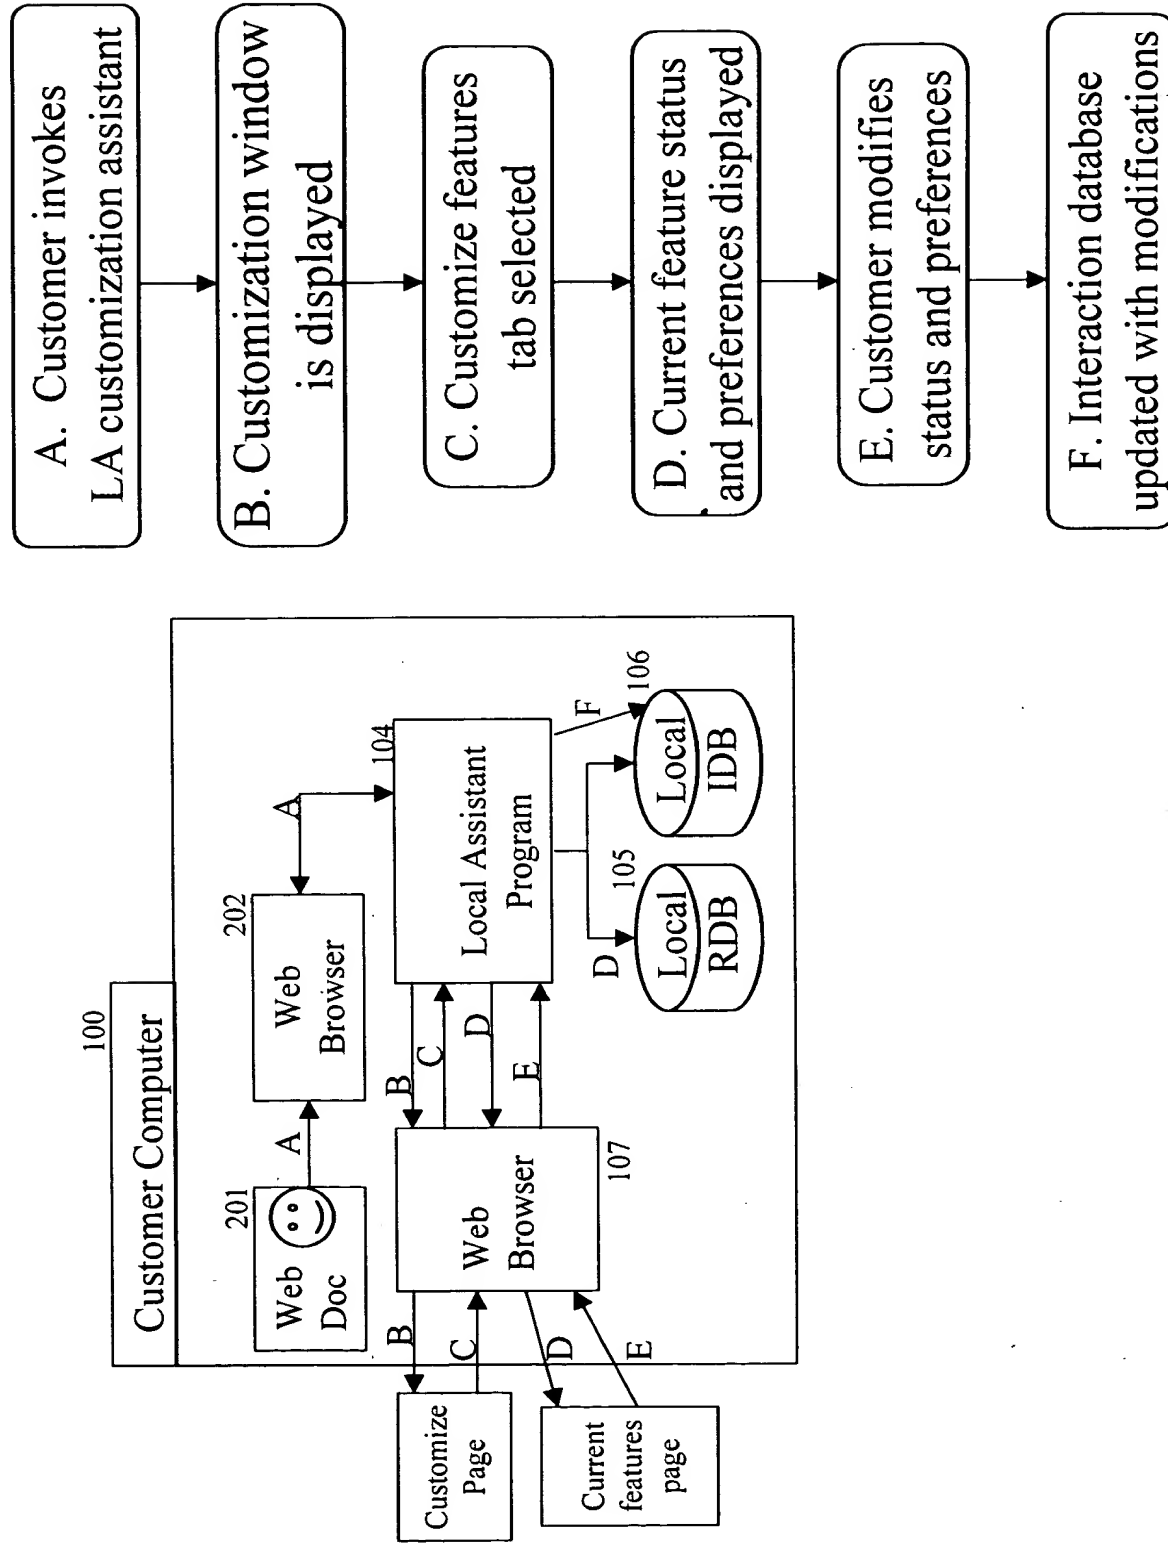 A. Customer invokes
LA customization assistant
B. Customization window
is displayed
C. Customize features
tab selected
D. Current feature status
and preferences displayed
E. Customer modifies
status and preferences
F. Interaction database
updated with modifications
100
Customer Computer
201
Web
Doc
A
202
Web
Browser
A
104
Local Assistant
Program
B
C
D
E
F
106
Local
IDB
105
D
Local
RDB
Web
Browser
107
B
C
D
E
Customize
Page
Current
features
page